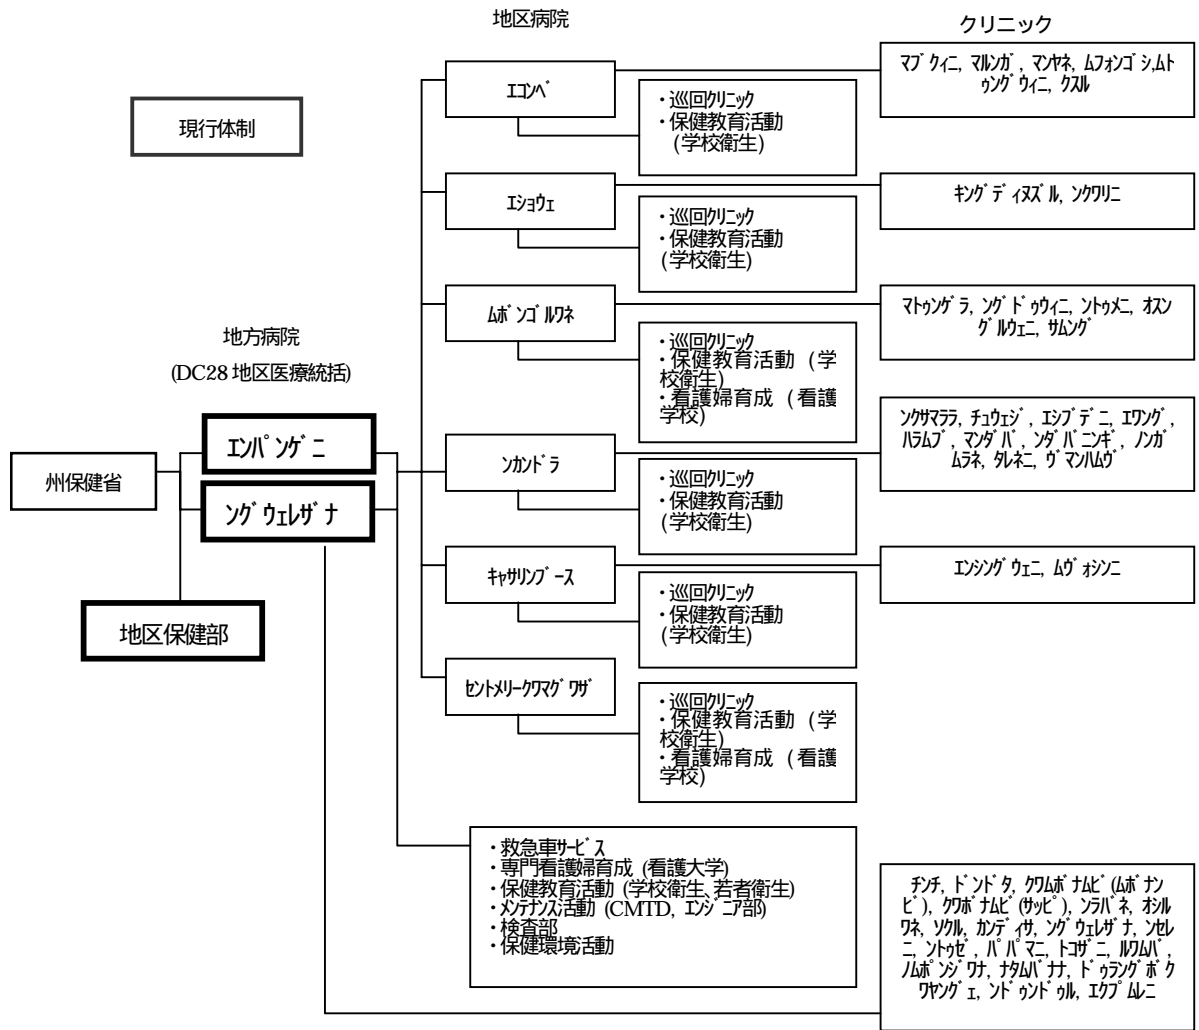 地区病院
クリニック
現行体制
エコンベ
・巡回クリニック
・保健教育活動
(学校衛生)
マブクィニ, マルンガ, マンヤネ, ムフォンゴシ,ムト
ゥングウィニ, クスル
エショウェ
・巡回クリニック
・保健教育活動
(学校衛生)
キングディヌズル, ンクワリニ
ムボンゴルワネ
・巡回クリニック
・保健教育活動 (学
校衛生)
・看護婦育成 (看護
学校)
マトゥンゲラ, ングドゥウィニ, ントゥメニ, オスン
グルウェニ, サムング
地方病院
(DC28 地区医療統括)
エンパンゲニ
ングウェレザナ
州保健省
地区保健部
ンカンドラ
・巡回クリニック
・保健教育活動
(学校衛生)
ンクサマララ, チュウェジ, エシブデニ, エワング,
ハラムブ, マンダバ, ンダバニンギ, ノンガ
ムラネ, タレネニ, ヴマンハムヴ
キャサリンブース
・巡回クリニック
・保健教育活動
(学校衛生)
エンシングウェニ, ムヴォシンニ
セントメリークワマグワザ
・巡回クリニック
・保健教育活動 (学
校衛生)
・看護婦育成 (看護
学校)
・救急車サービス
・専門看護婦育成 (看護大学)
・保健教育活動 (学校衛生、若者衛生)
・メンテナンス活動 (CMTD, エンジニア部)
・検査部
・保健環境活動
チンチ, ドンドタ, クワムボナムビ(ムボナン
ビ), クワボナムビ(サッピ), ンラバネ, オシル
ワネ, ソクル, カンディサ, ングウェレザナ, ンセレ
ニ, ントゥゼ, パパマニ, トコザニ, ルワムバ,
ノムポンジワナ, ナタムバナナ, ドゥラングボク
ワヤングェ, ンドゥンドゥル, エクプムレニ